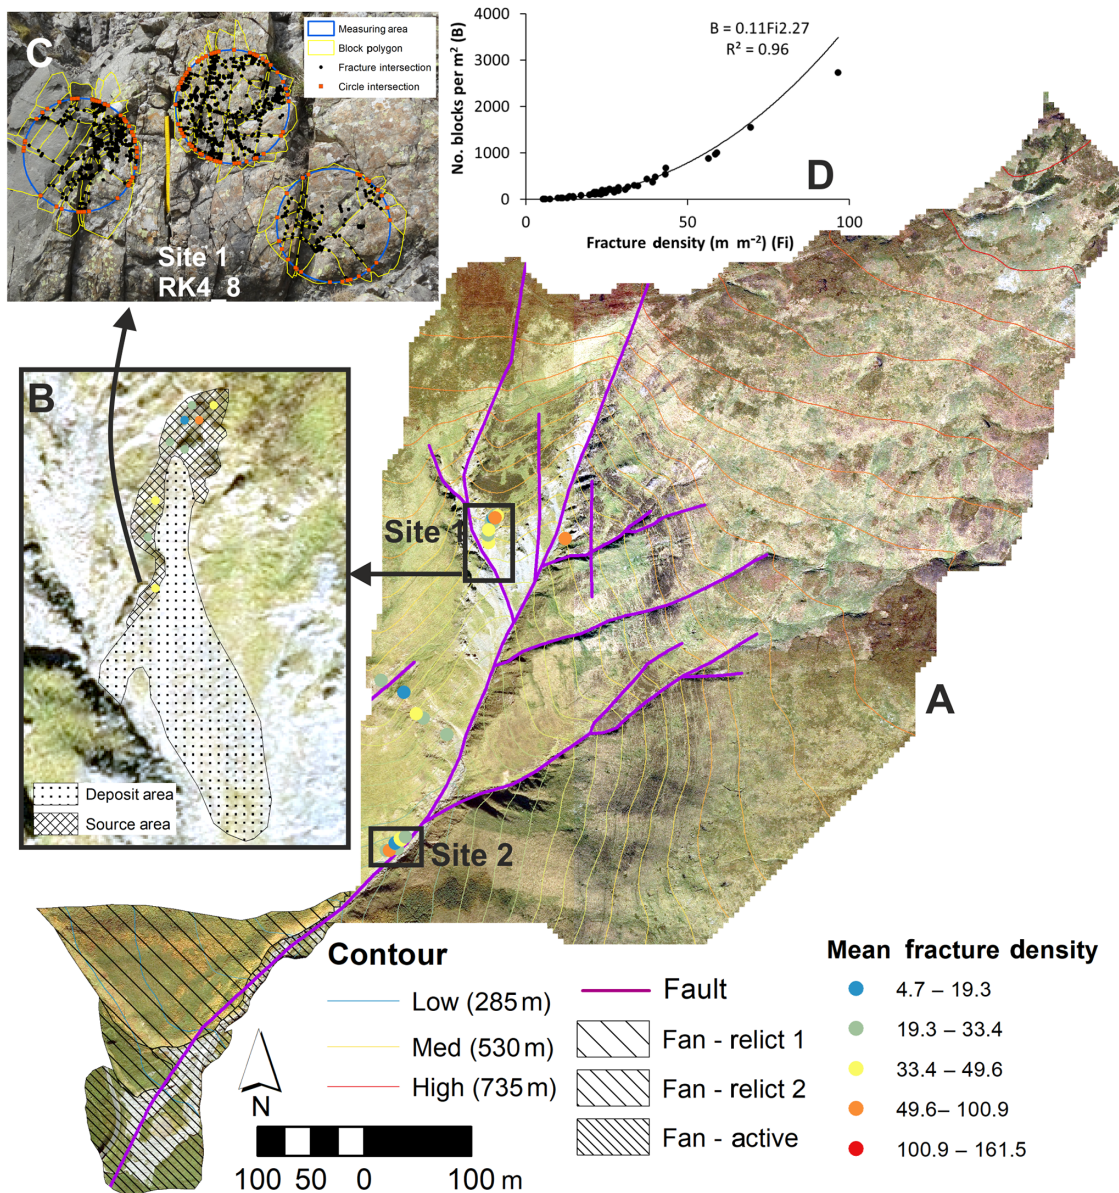 C
Measuring area
Block polygon
Fracture intersection
Circle intersection
Site 1
RK4_8
No. blocks per m² (B)
4000
3000
2000
1000
0
0
50
100
Fracture density (m m⁻²) (Fi)
B = 0.11Fi2.27
R² = 0.96
D
B
Deposit area
Source area
Site 1
A
Site 2
Contour
Low (285 m)
Med (530 m)
High (735 m)
N
100 50 0 100 m
Fault
Fan - relict 1
Fan - relict 2
Fan - active
Mean fracture density
4.7 – 19.3
19.3 – 33.4
33.4 – 49.6
49.6– 100.9
100.9 – 161.5